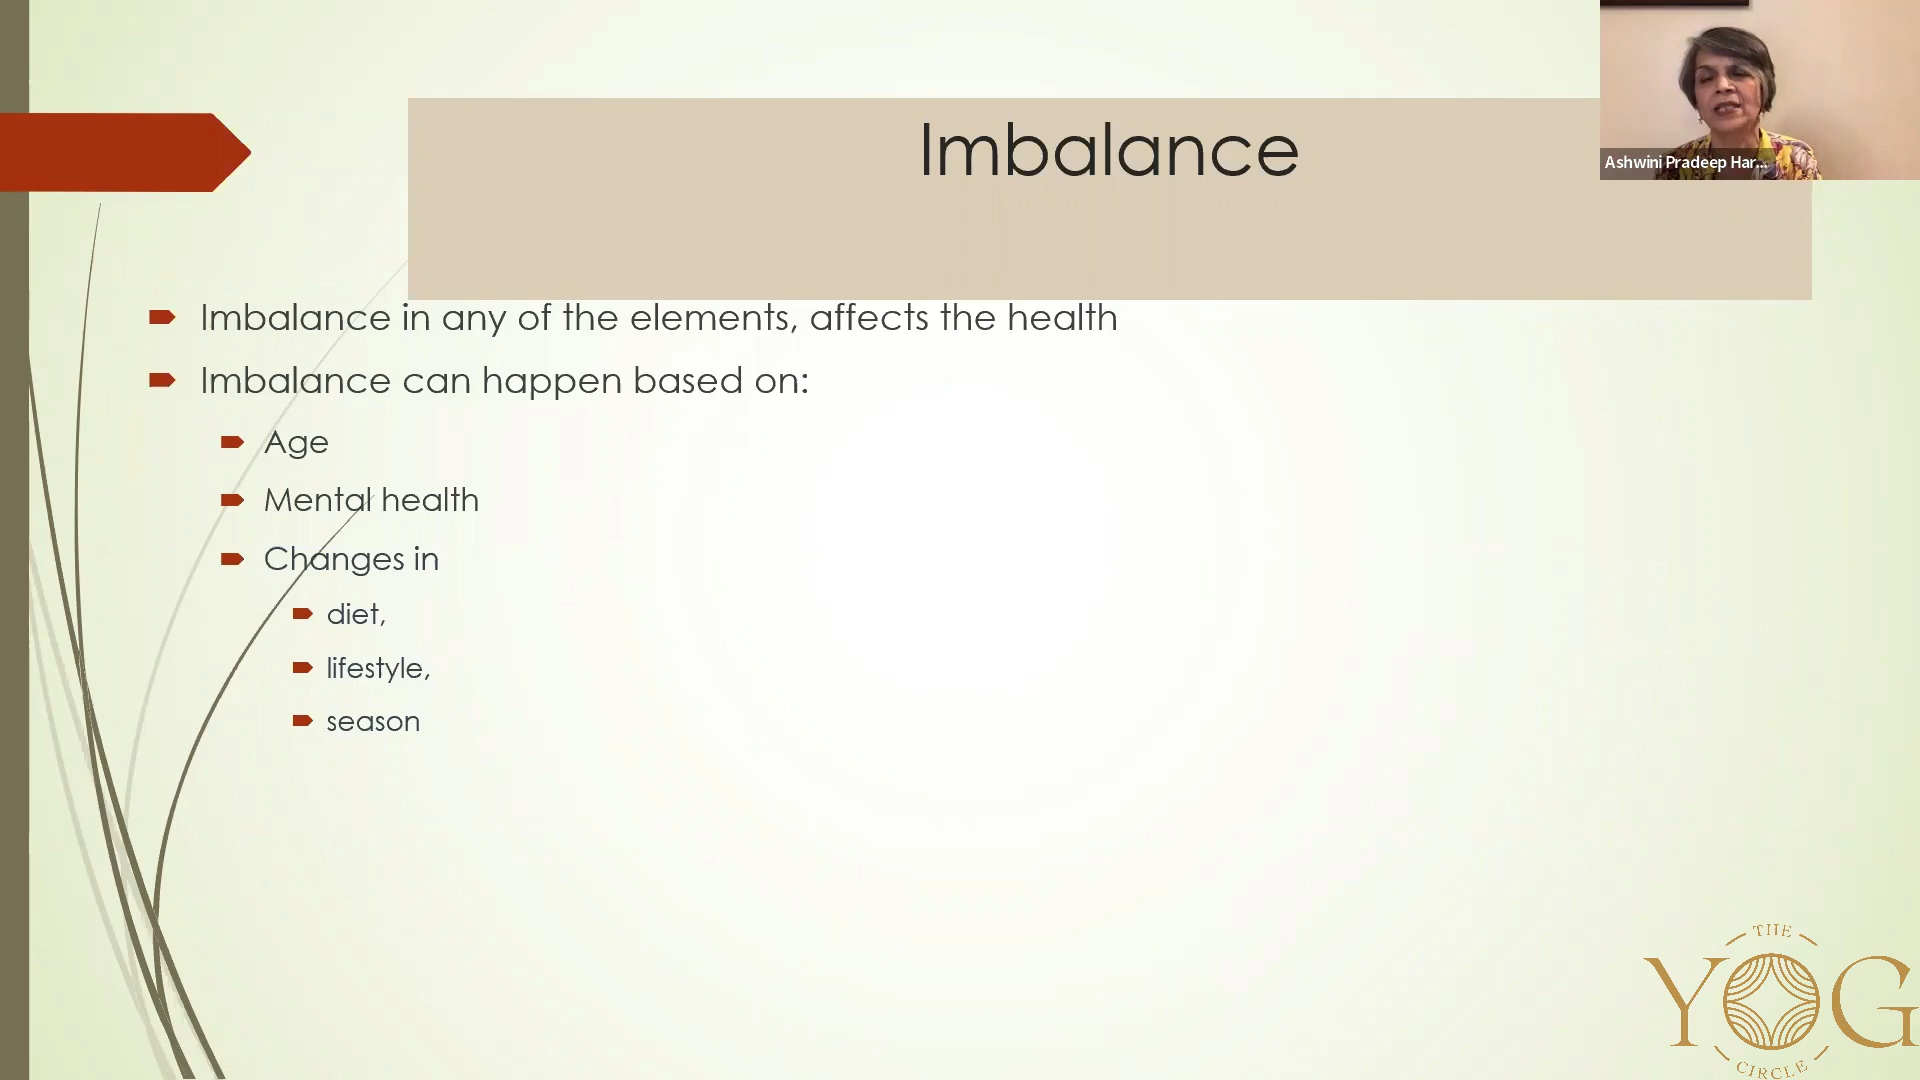 Imbalance
Ashwini Pradeep Har...
Imbalance in any of the elements, affects the health
Imbalance can happen based on:
Age
Mental health
Changes in
diet,
lifestyle,
season
THE
YOG
CIRCLE